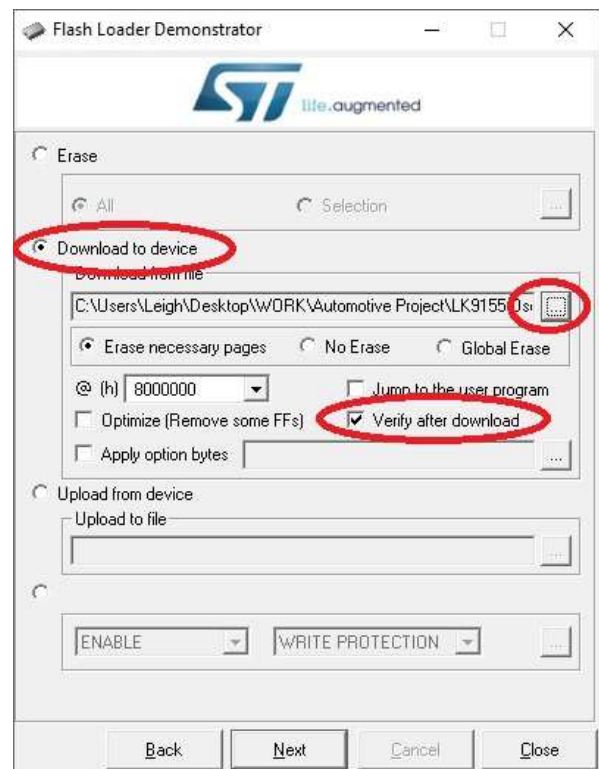 Flash Loader Demonstrator
life.augmented
Erase
All Selection ...
Download to device
Download from file
C:\Users\Leigh\Desktop\WORK\Automotive Project\LK9155 ...
Erase necessary pages No Erase Global Erase
@ (h) 8000000 Jump to the user program
Optimize (Remove some FFs) Verify after download
Apply option bytes ...
Upload from device
Upload to file
...
ENABLE WRITE PROTECTION ...
Back Next Cancel Close